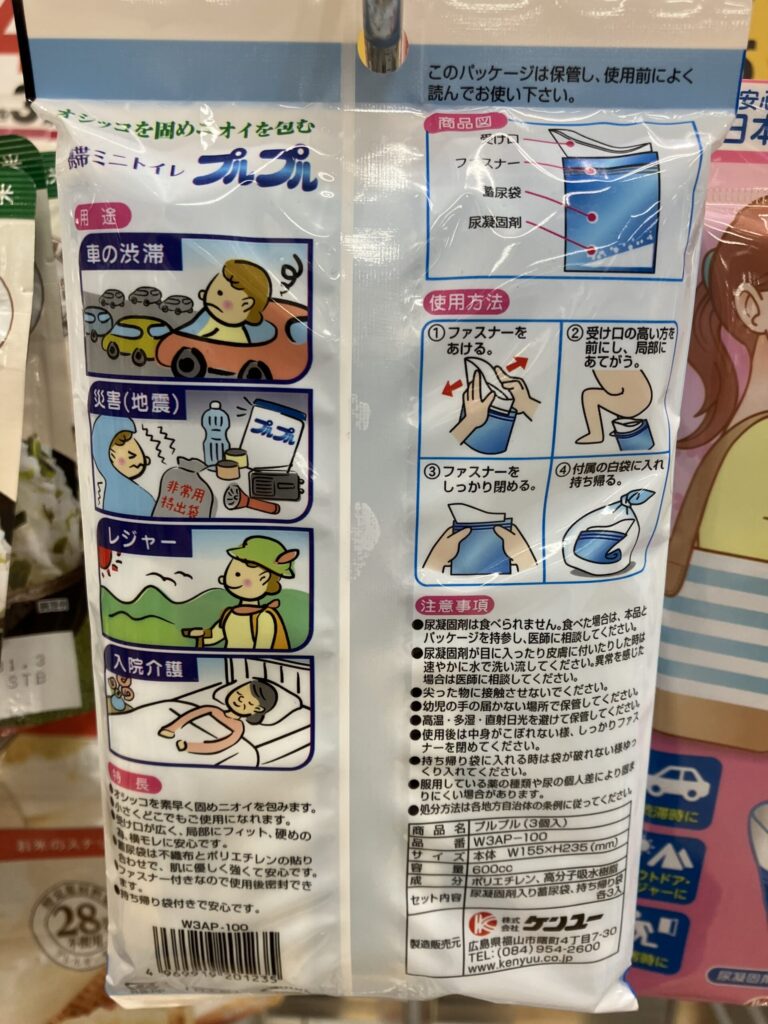 このパッケージは保管し、使用前によく
読んでお使い下さい。
オシッコを固めニオイを包む
携帯ミニトイレ プルプル
用途
車の渋滞
災害(地震)
プルプル
非常用
持出袋
レジャー
入院介護
特長
●オシッコを素早く固めニオイを包みます。
●小さくどこでもご使用になれます。
●受け口が広く、局部にフィット、硬めの
為、横モレに安心です。
●蓄尿袋は不織布とポリエチレンの貼り
合わせで、肌に優しく強くて安心です。
●ファスナー付きなので使用後密封でき
ます。
●持ち帰り袋付きで安心です。
W3AP-100
4 969919 201235
商品図
受け口
ファスナー
蓄尿袋
尿凝固剤
使用方法
①ファスナーを
あける。
②受け口の高い方を
前にし、局部に
あてがう。
③ファスナーを
しっかり閉める。
④付属の白袋に入れ
持ち帰る。
注意事項
●尿凝固剤は食べられません。食べた場合は、本品と
パッケージを持参し、医師に相談してください。
●尿凝固剤が目に入ったり皮膚に付いたりした時は
速やかに水で洗い流してください。異常を感じた
場合は医師に相談してください。
●尖った物に接触させないでください。
●幼児の手の届かない場所で保管してください。
●高温・多湿・直射日光を避けて保管してください。
●使用後は中身がこぼれない様、しっかりファス
ナーを閉めてください。
●持ち帰り袋に入れる時は袋が破れない様ゆっ
くり入れてください。
●服用している薬の種類や尿の個人差により固ま
りにくい場合があります。
●処分方法は各地方自治体の条例に従ってください。
商品名 プルプル(3個入)
品番 W3AP-100
サイズ 本体 W155×H235(mm)
容量 600cc
成分 ポリエチレン、高分子吸水樹脂
セット内容 尿凝固剤入り蓄尿袋、持ち帰り袋
各3入
製造販売元 株式会社 ケンユー
広島県福山市曙町4丁目7-30
TEL:(084)954-2600
www.kenyuu.co.jp
安心
日本
渋滞時に
尿凝固剤
28
STB